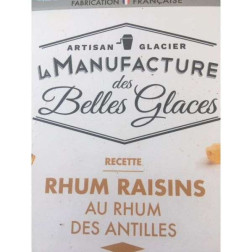 FABRICATION FRANÇAISE
ARTISAN GLACIER
LA MANUFACTURE
des
Belles Glaces
RECETTE
RHUM RAISINS
AU RHUM
DES ANTILLES